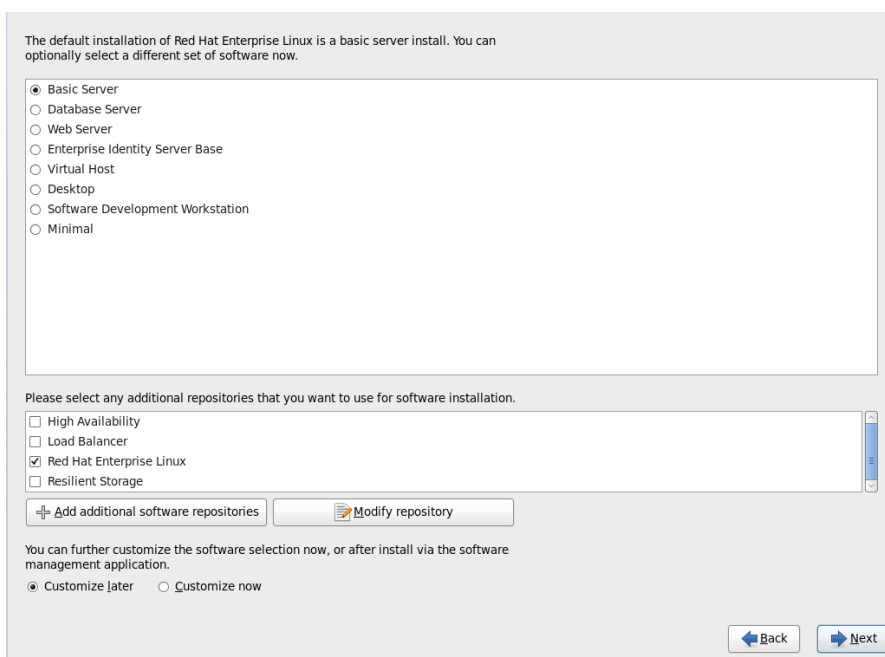 The default installation of Red Hat Enterprise Linux is a basic server install. You can
optionally select a different set of software now.
Basic Server
Database Server
Web Server
Enterprise Identity Server Base
Virtual Host
Desktop
Software Development Workstation
Minimal
Please select any additional repositories that you want to use for software installation.
High Availability
Load Balancer
Red Hat Enterprise Linux
Resilient Storage
Add additional software repositories
Modify repository
You can further customize the software selection now, or after install via the software
management application.
Customize later
Customize now
Back
Next